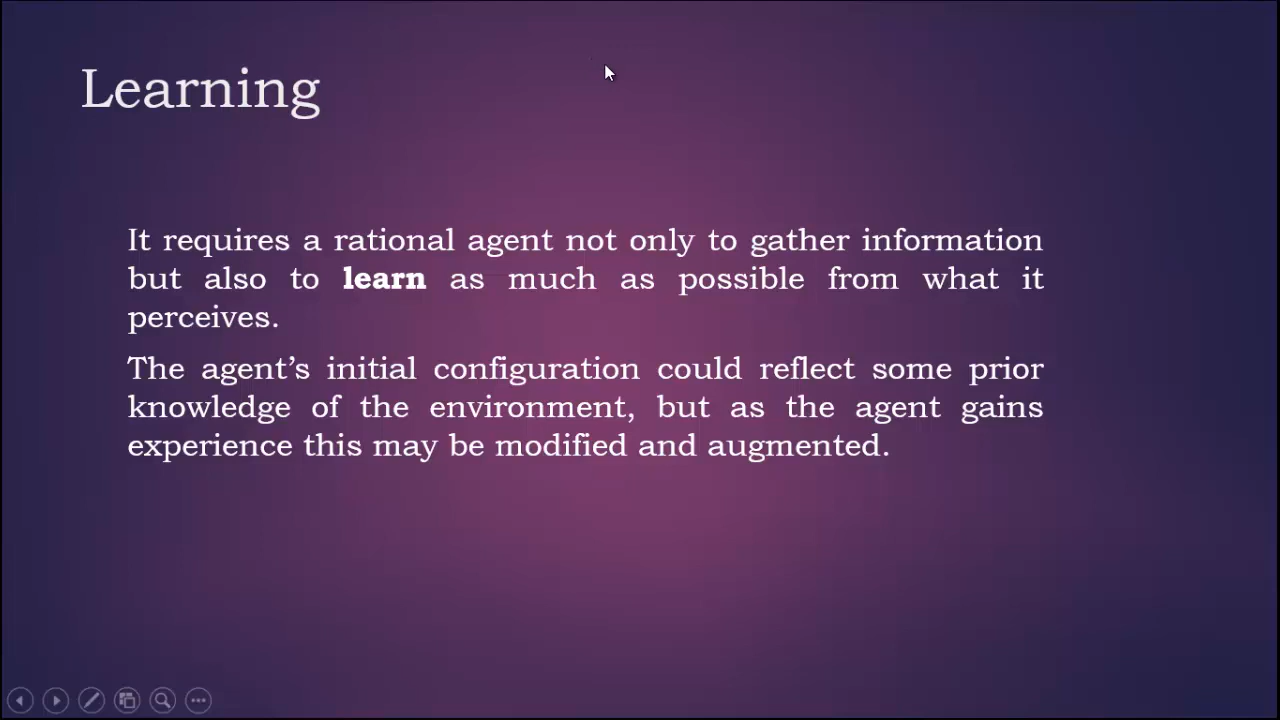 Learning
It requires a rational agent not only to gather information
but also to learn as much as possible from what it
perceives.
The agent’s initial configuration could reflect some prior
knowledge of the environment, but as the agent gains
experience this may be modified and augmented.